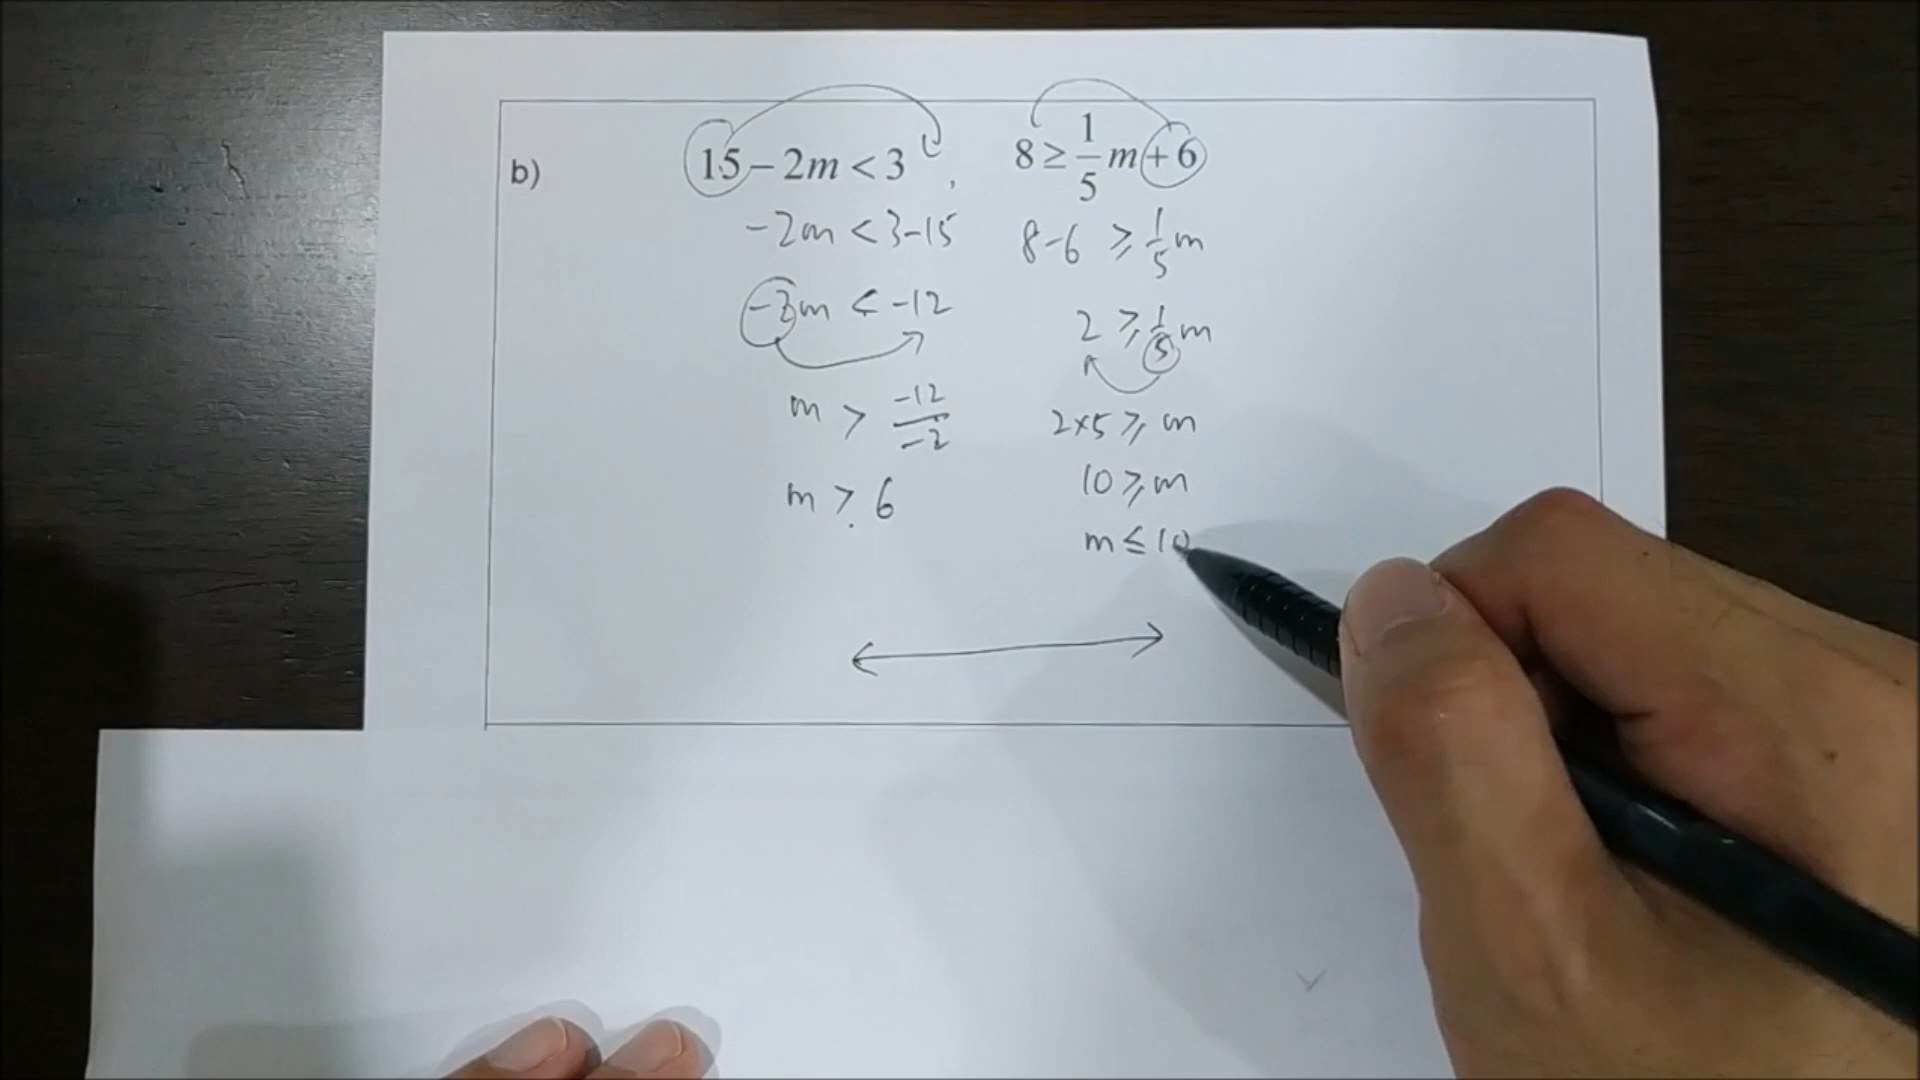 b) 15 − 2m < 3 , 8 ≥ 1/5 m + 6
-2m < 3-15
8-6 ≥ 1/5 m
-2m < -12
2 ≥ 1/5 m
m > -12/-2
2×5 ≥ m
m > 6
10 ≥ m
m ≤ 10